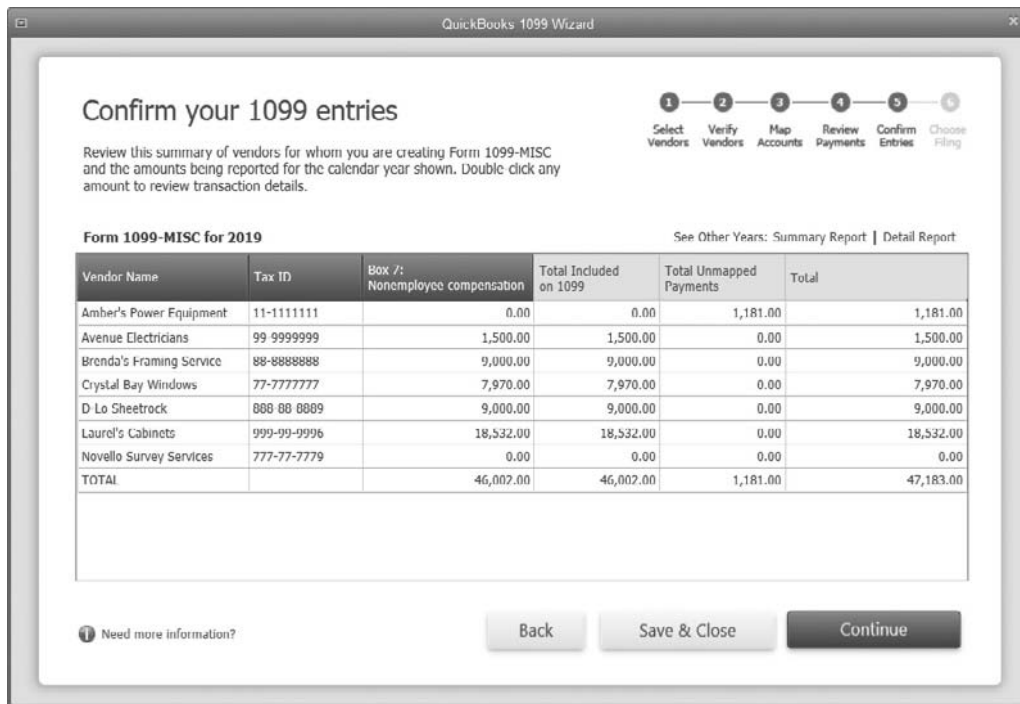 QuickBooks 1099 Wizard
Confirm your 1099 entries
1 2 3 4 5 6
Select Vendors Verify Vendors Map Accounts Review Payments Confirm Entries Choose Filing
Review this summary of vendors for whom you are creating Form 1099-MISC
and the amounts being reported for the calendar year shown. Double-click any
amount to review transaction details.
Form 1099-MISC for 2019 See Other Years: Summary Report | Detail Report
Vendor Name Tax ID Box 7: Nonemployee compensation Total Included on 1099 Total Unmapped Payments Total
Amber's Power Equipment 11-1111111 0.00 0.00 1,181.00 1,181.00
Avenue Electricians 99-9999999 1,500.00 1,500.00 0.00 1,500.00
Brenda's Framing Service 88-8888888 9,000.00 9,000.00 0.00 9,000.00
Crystal Bay Windows 77-7777777 7,970.00 7,970.00 0.00 7,970.00
D-Lo Sheetrock 888-88-8889 9,000.00 9,000.00 0.00 9,000.00
Laurel's Cabinets 999-99-9996 18,532.00 18,532.00 0.00 18,532.00
Novello Survey Services 777-77-7779 0.00 0.00 0.00 0.00
TOTAL 46,002.00 46,002.00 1,181.00 47,183.00
Need more information? Back Save & Close Continue